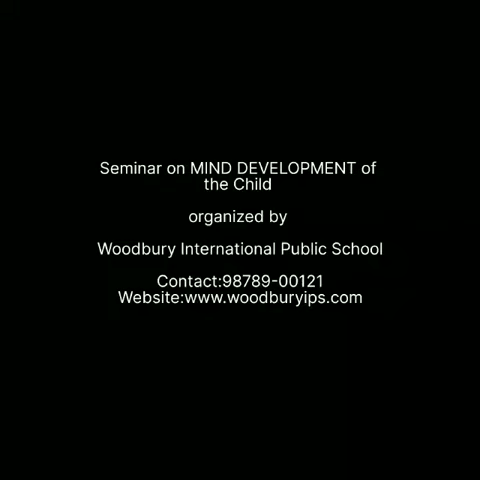 Seminar on MIND DEVELOPMENT of
the Child
organized by
Woodbury International Public School
Contact:98789-00121
Website:www.woodburyips.com